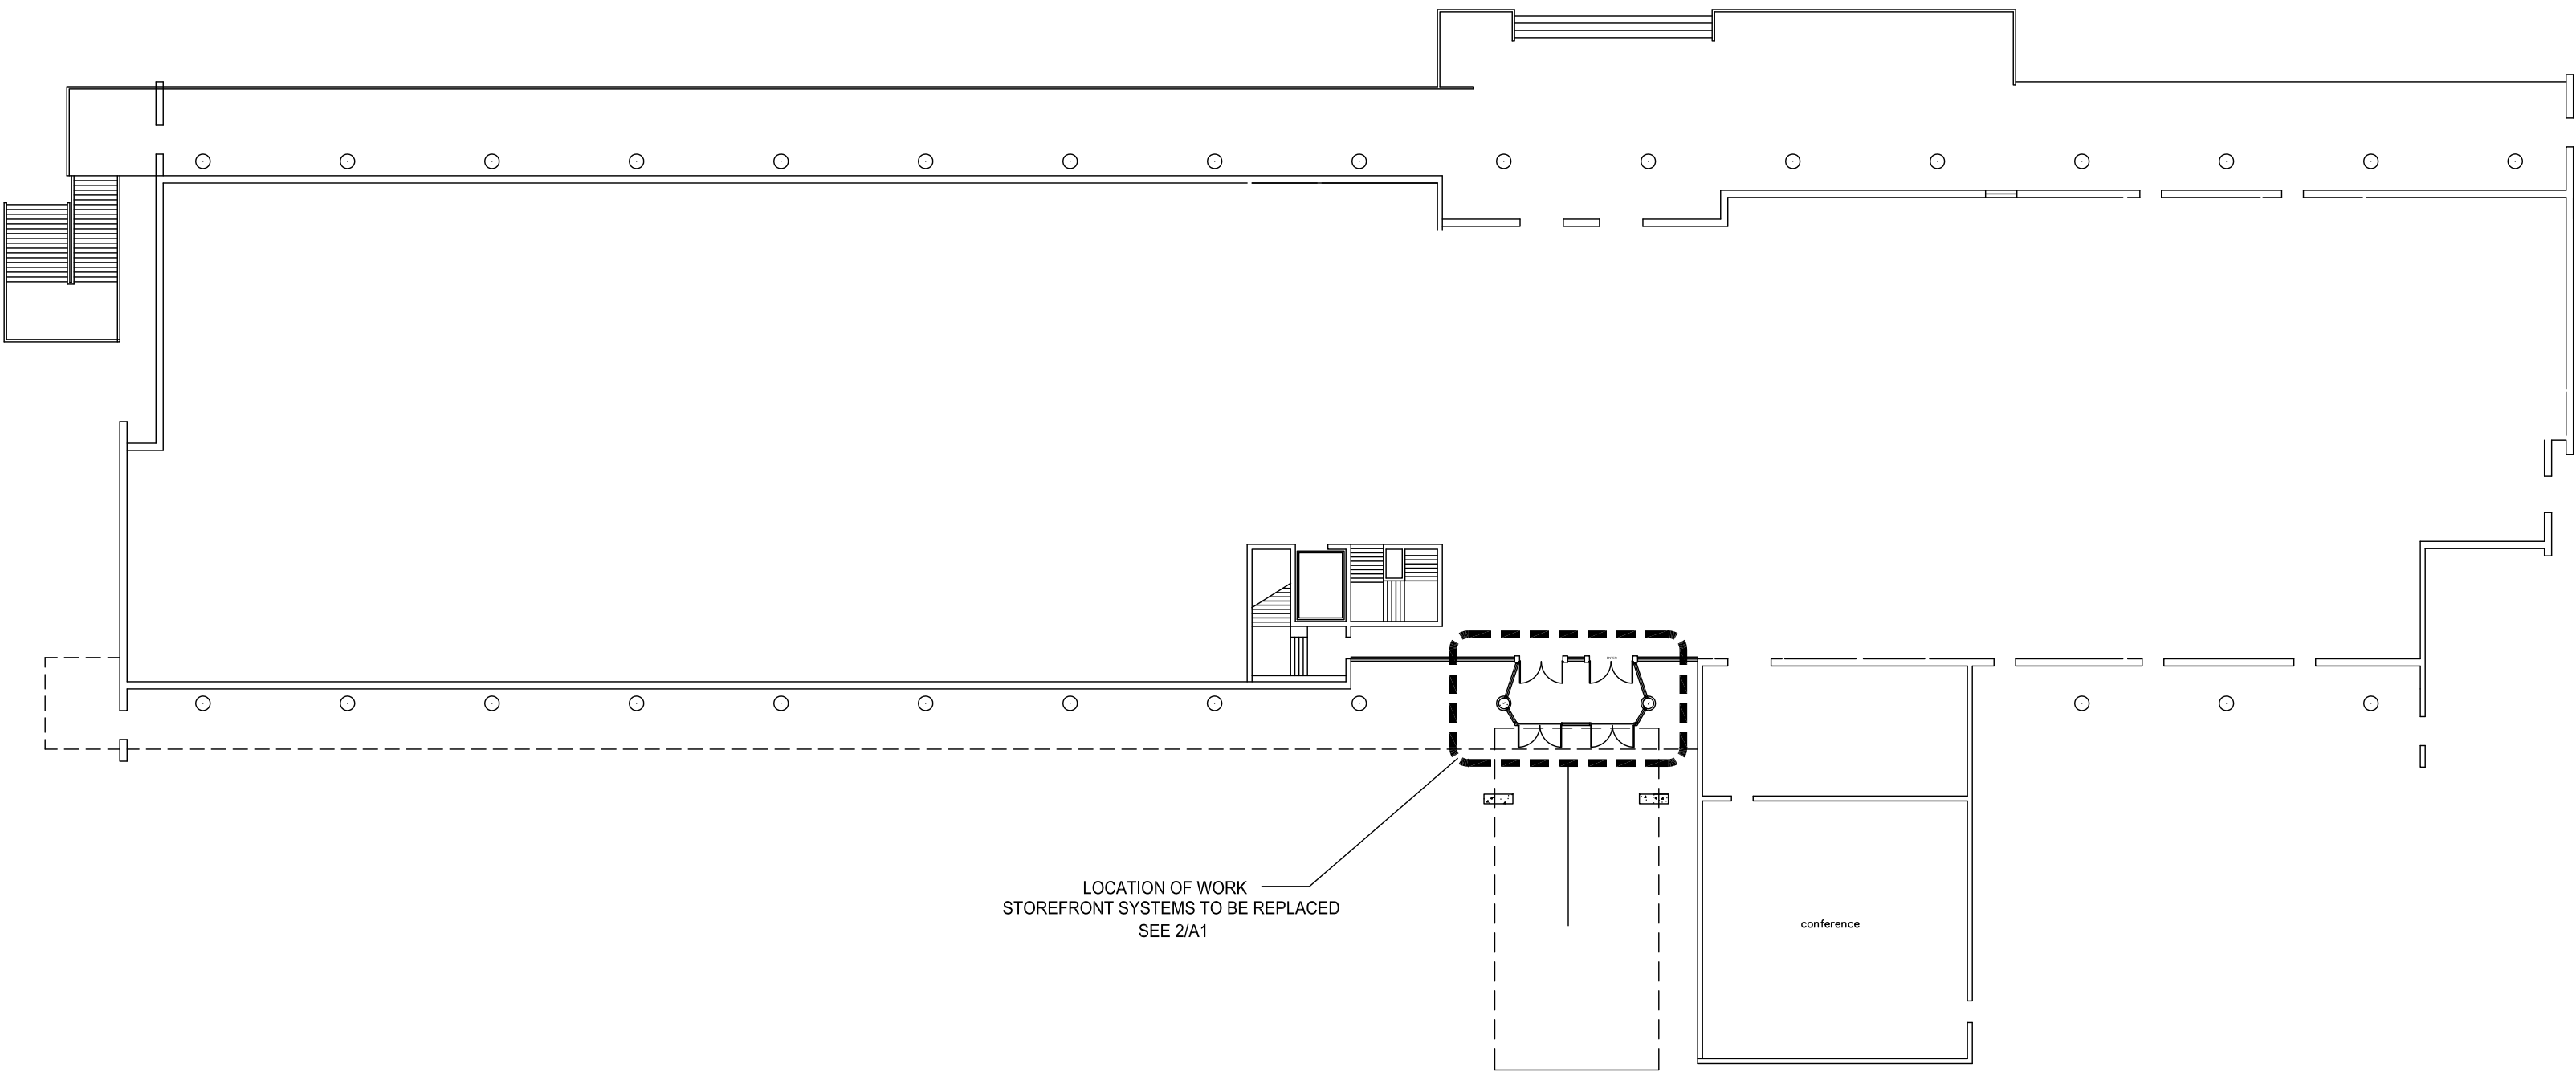 LOCATION OF WORK
STOREFRONT SYSTEMS TO BE REPLACED
SEE 2/A1
conference